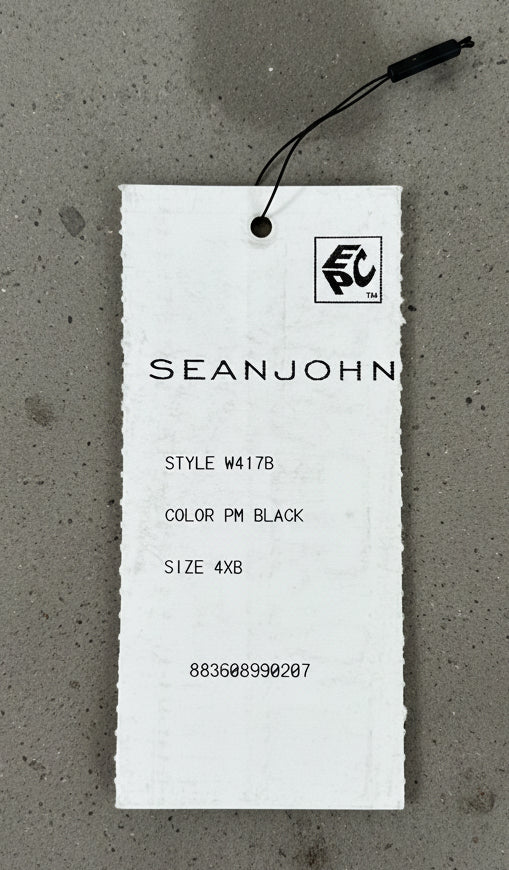 EPC
TM
SEANJOHN
STYLE W417B
COLOR PM BLACK
SIZE 4XB
883608990207